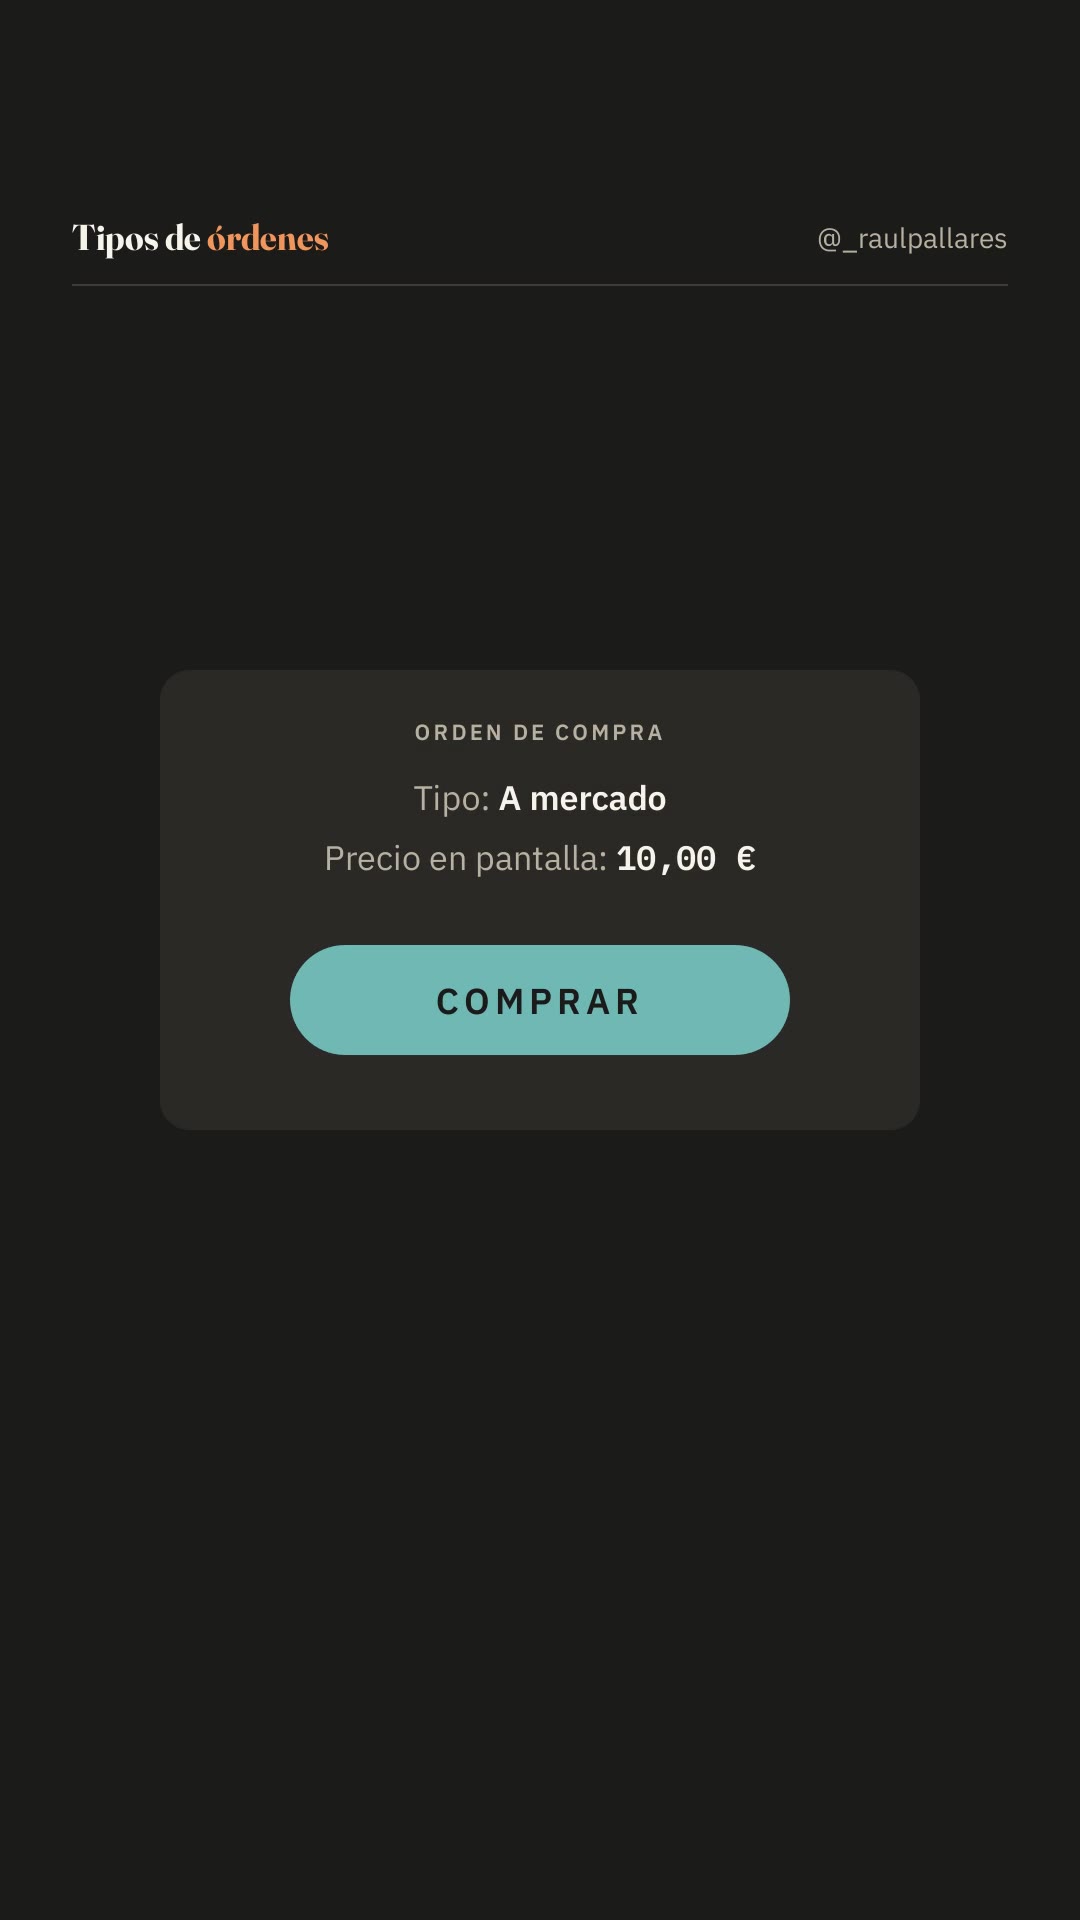 Tipos de órdenes
@_raulpallares
ORDEN DE COMPRA
Tipo: A mercado
Precio en pantalla: 10,00 €
COMPRAR